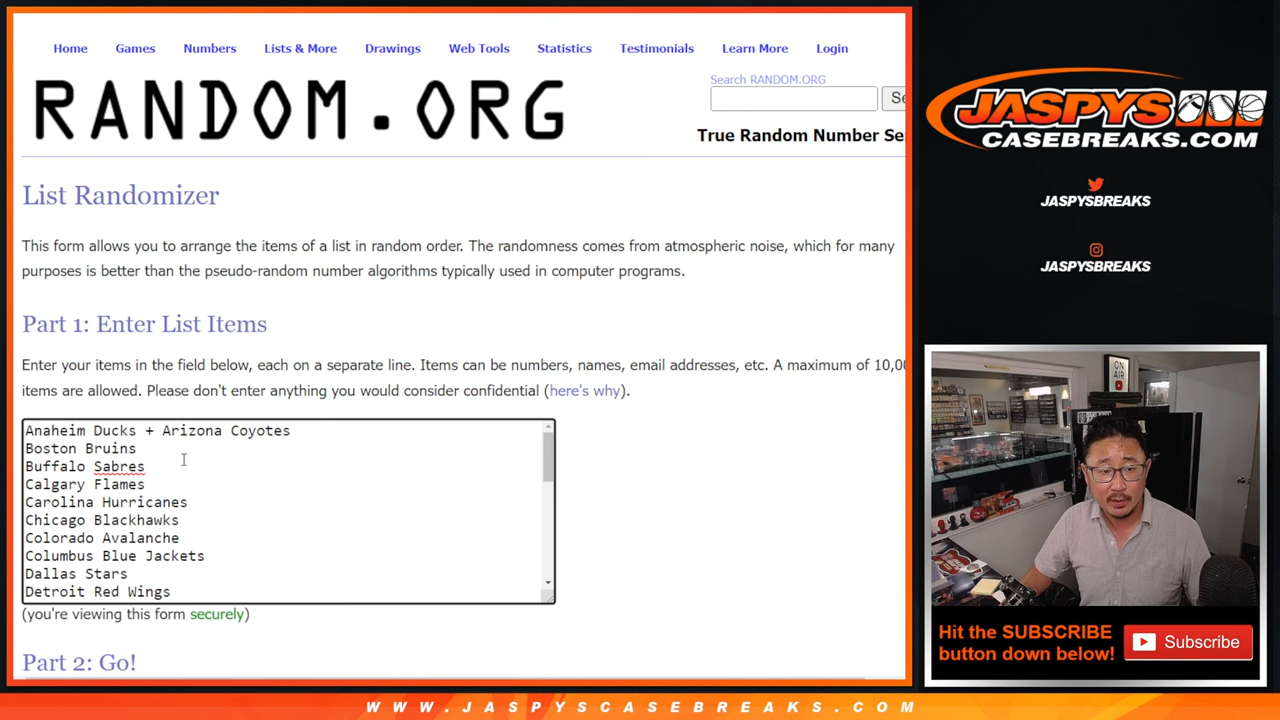 Home Games Numbers Lists & More Drawings Web Tools Statistics Testimonials Learn More Login
RANDOM.ORG
Search RANDOM.ORG
True Random Number Se
List Randomizer
This form allows you to arrange the items of a list in random order. The randomness comes from atmospheric noise, which for many
purposes is better than the pseudo-random number algorithms typically used in computer programs.
Part 1: Enter List Items
Enter your items in the field below, each on a separate line. Items can be numbers, names, email addresses, etc. A maximum of 10,00
items are allowed. Please don't enter anything you would consider confidential (here's why).
Anaheim Ducks + Arizona Coyotes
Boston Bruins
Buffalo Sabres
Calgary Flames
Carolina Hurricanes
Chicago Blackhawks
Colorado Avalanche
Columbus Blue Jackets
Dallas Stars
Detroit Red Wings
(you're viewing this form securely)
Part 2: Go!
JASPYS
CASEBREAKS.COM
JASPYSBREAKS
JASPYSBREAKS
ON
AIR
Hit the SUBSCRIBE
button down below!
Subscribe
WWW.JASPYSCASEBREAKS.COM